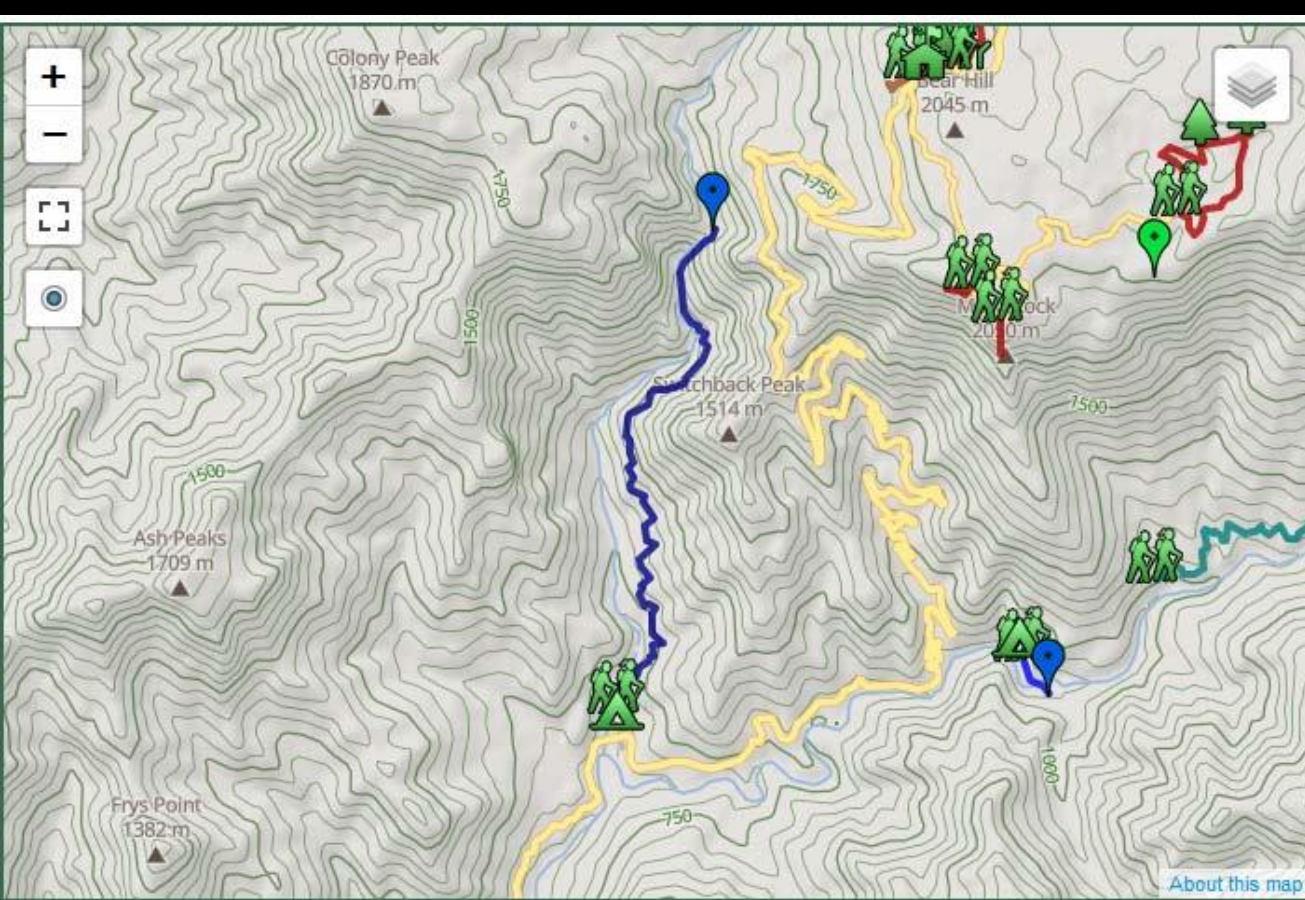 +
−
Colony Peak
1870 m
Bear Hill
2045 m
1750
1750
1500
2050 m
Switchback Peak
1514 m
1500
1500
Ash Peaks
1709 m
1000
Frys Point
1382 m
750
About this map